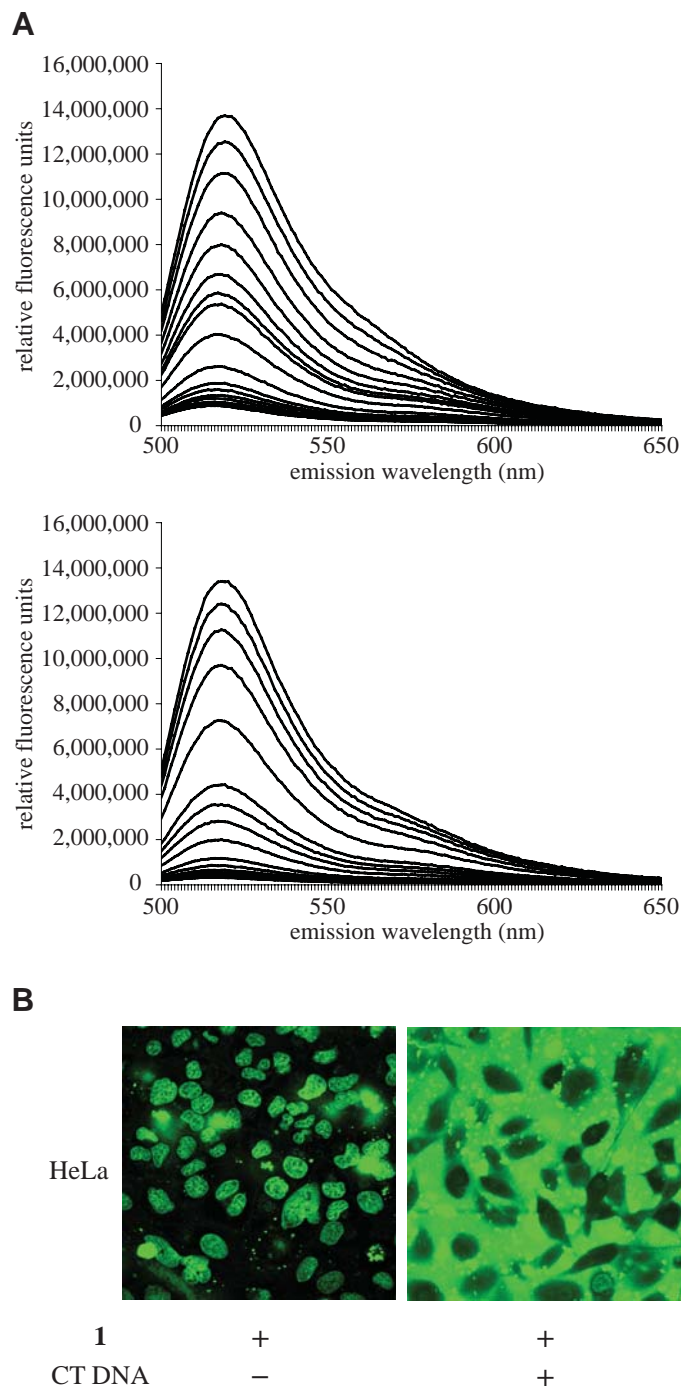 A
16,000,000
14,000,000
12,000,000
10,000,000
8,000,000
6,000,000
4,000,000
2,000,000
0
relative fluorescence units
500 550 600 650
emission wavelength (nm)
16,000,000
14,000,000
12,000,000
10,000,000
8,000,000
6,000,000
4,000,000
2,000,000
0
relative fluorescence units
500 550 600 650
emission wavelength (nm)
B
HeLa
1 + +
CT DNA − +